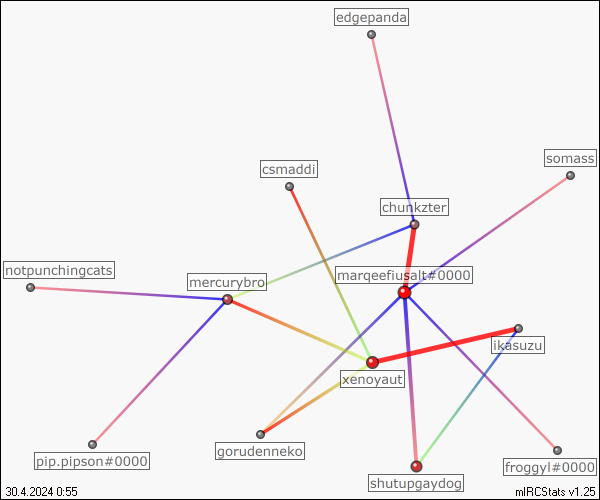 edgepanda
somass
csmaddi
chunkzter
notpunchingcats
marqeefiusalt#0000
mercurybro
ikasuzu
xenoyaut
gorudenneko
pip.pipson#0000
froggyl#0000
shutupgaydog
30.4.2024 0:55
mIRCStats v1.25